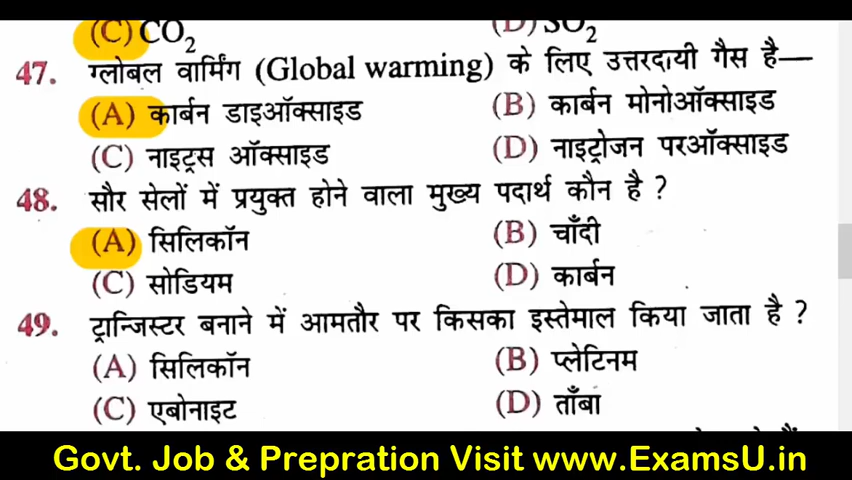 (C) CO2 (D) SO2
47. ग्लोबल वार्मिंग (Global warming) के लिए उत्तरदायी गैस है—
(A) कार्बन डाइऑक्साइड (B) कार्बन मोनोऑक्साइड
(C) नाइट्रस ऑक्साइड (D) नाइट्रोजन परऑक्साइड
48. सौर सेलों में प्रयुक्त होने वाला मुख्य पदार्थ कौन है ?
(A) सिलिकॉन (B) चाँदी
(C) सोडियम (D) कार्बन
49. ट्रान्जिस्टर बनाने में आमतौर पर किसका इस्तेमाल किया जाता है ?
(A) सिलिकॉन (B) प्लेटिनम
(C) एबोनाइट (D) ताँबा
Govt. Job & Prepration Visit www.ExamsU.in